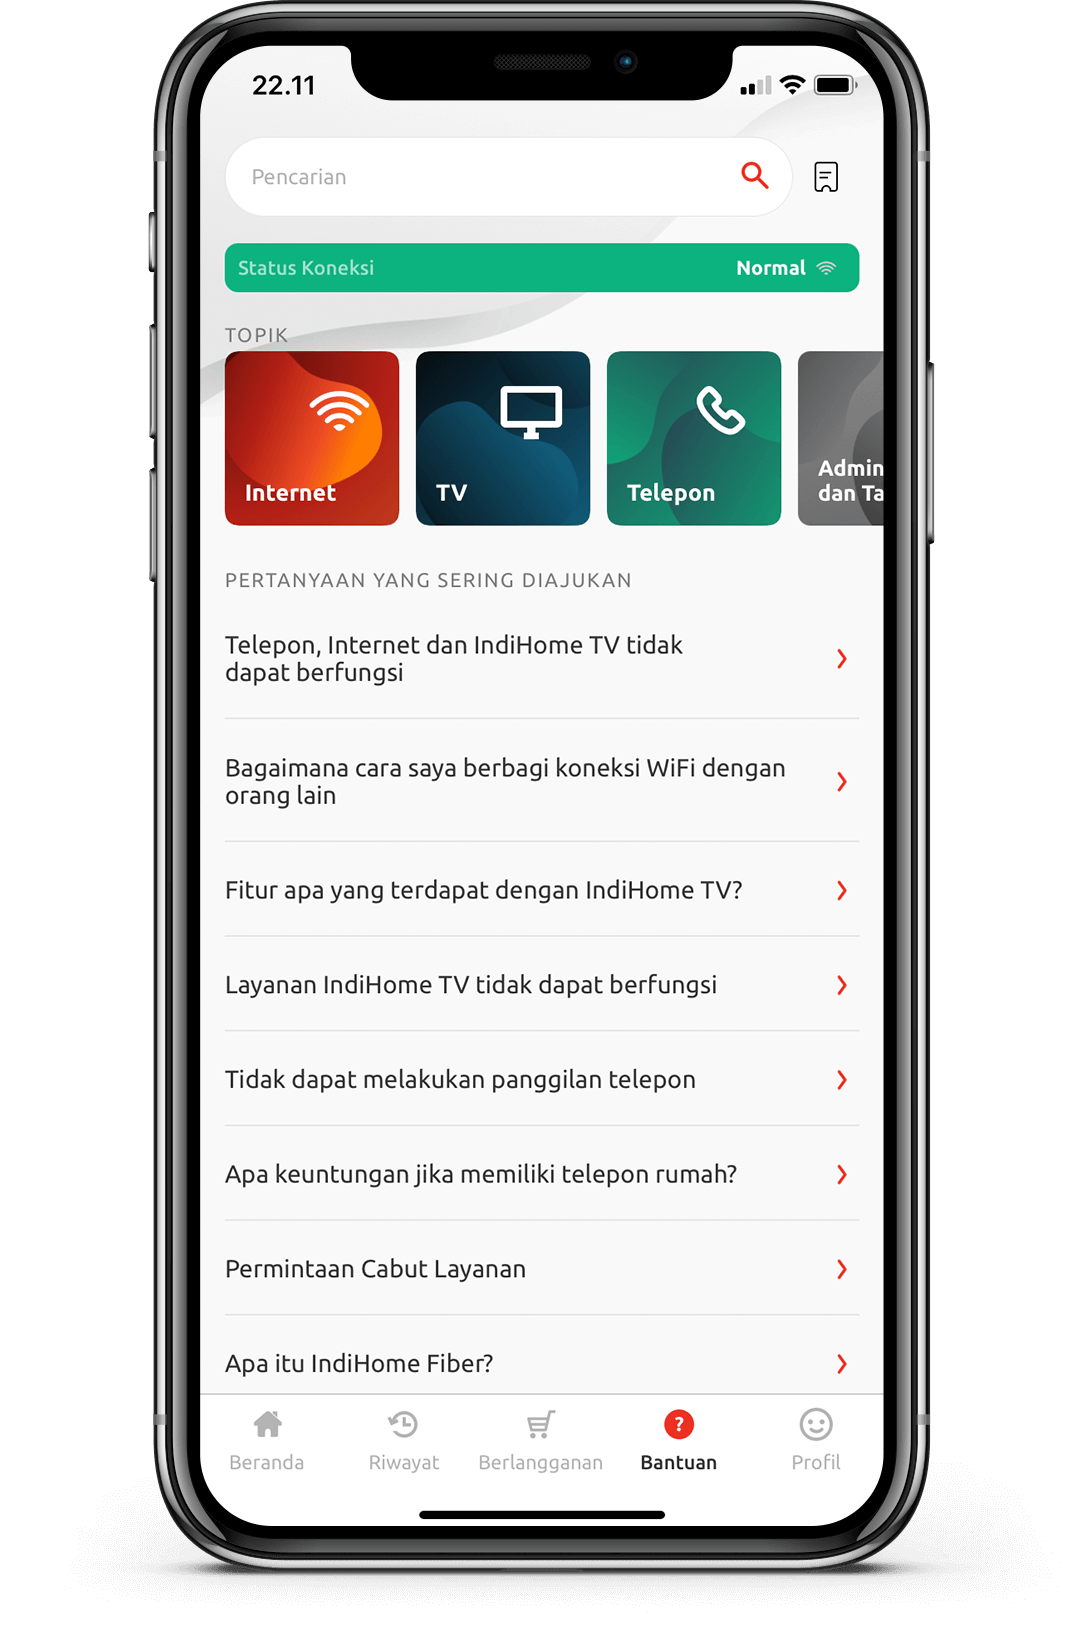 22.11
Pencarian
Status Koneksi Normal
TOPIK
Internet
TV
Telepon
Admin
dan Ta
PERTANYAAN YANG SERING DIAJUKAN
Telepon, Internet dan IndiHome TV tidak
dapat berfungsi
Bagaimana cara saya berbagi koneksi WiFi dengan
orang lain
Fitur apa yang terdapat dengan IndiHome TV?
Layanan IndiHome TV tidak dapat berfungsi
Tidak dapat melakukan panggilan telepon
Apa keuntungan jika memiliki telepon rumah?
Permintaan Cabut Layanan
Apa itu IndiHome Fiber?
?
Beranda Riwayat Berlangganan Bantuan Profil